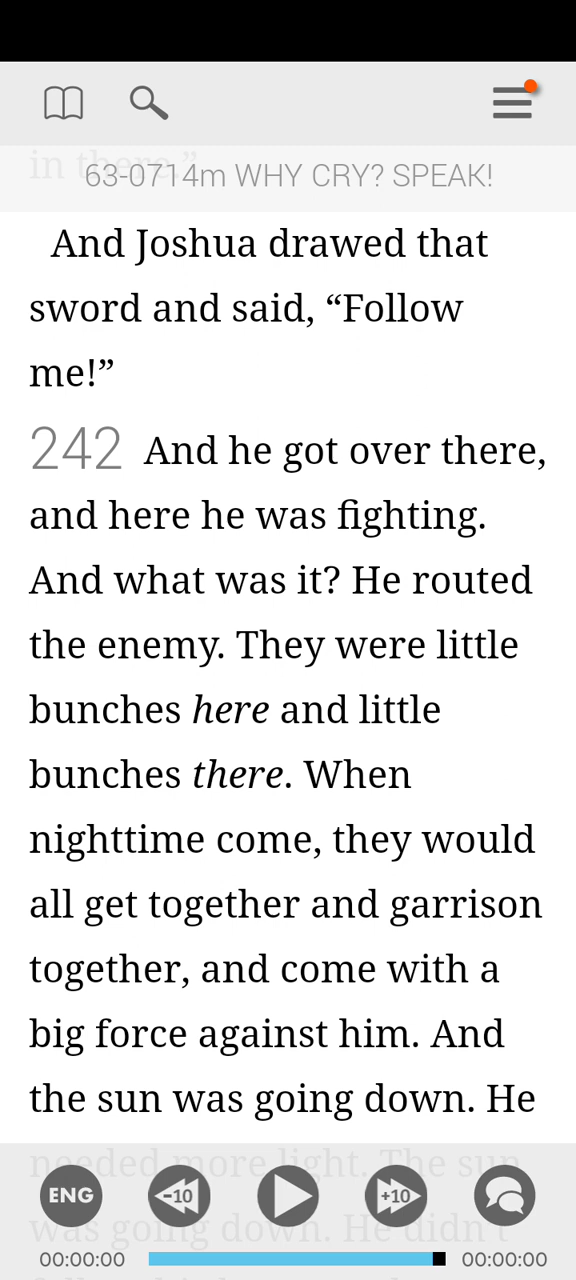 in there.”
63-0714m WHY CRY? SPEAK!
And Joshua drawed that
sword and said, “Follow
me!”
242 And he got over there,
and here he was fighting.
And what was it? He routed
the enemy. They were little
bunches here and little
bunches there. When
nighttime come, they would
all get together and garrison
together, and come with a
big force against him. And
the sun was going down. He
needed more light. The sun
was going down. He didn’t
ENG -10 +10
00:00:00 00:00:00